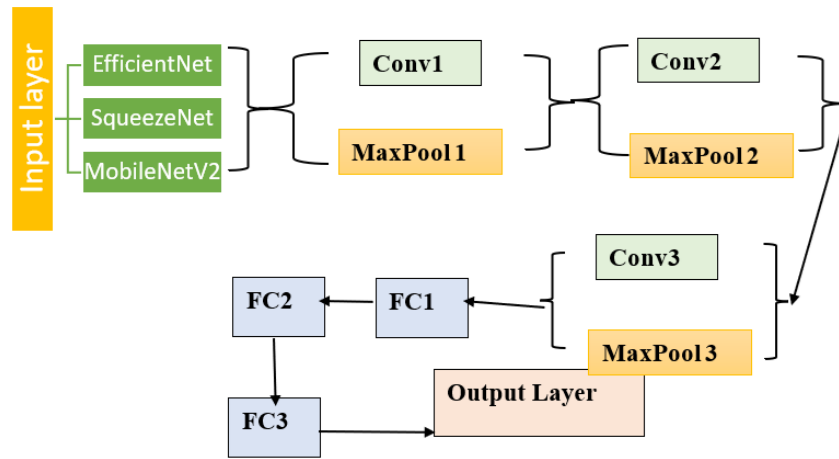 Input layer
EfficientNet
SqueezeNet
MobileNetV2
Conv1
MaxPool 1
Conv2
MaxPool 2
Conv3
MaxPool 3
FC1
FC2
FC3
Output Layer